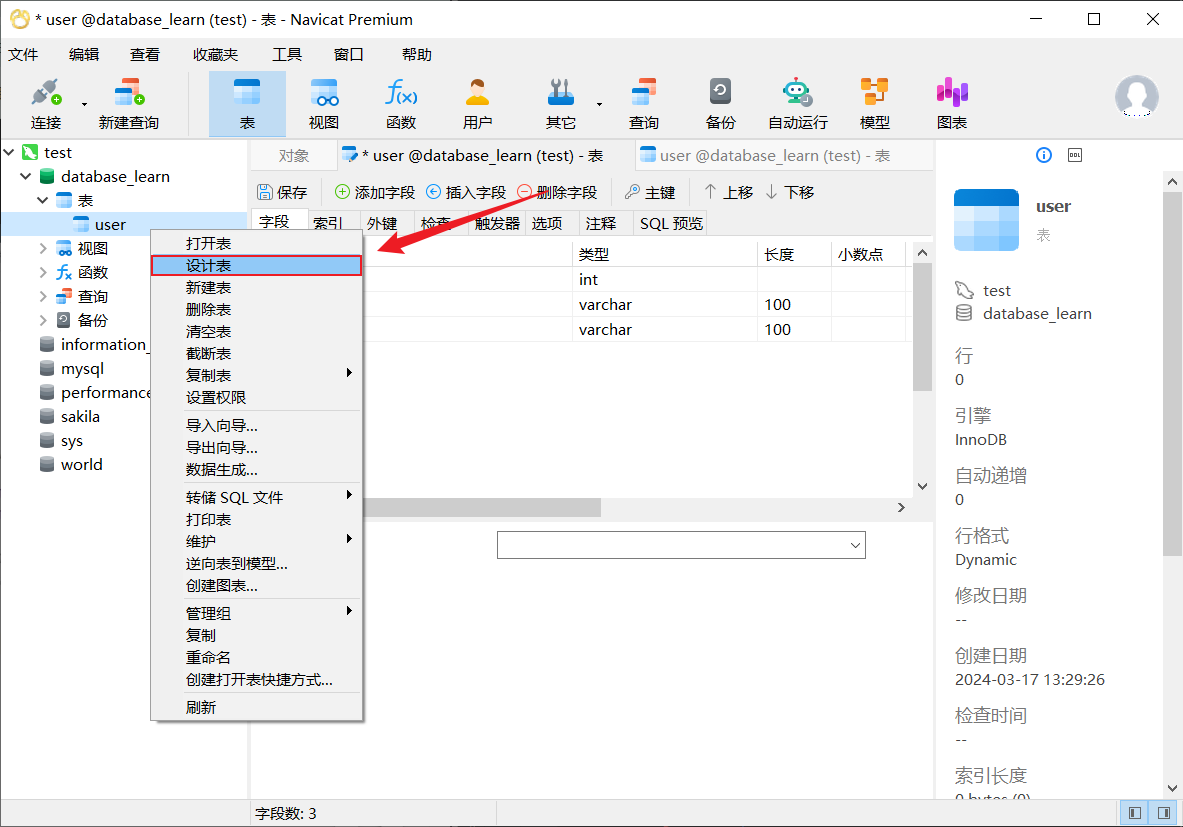 * user @database_learn (test) - 表 - Navicat Premium
文件 编辑 查看 收藏夹 工具 窗口 帮助
连接 新建查询 表 视图 函数 用户 其它 查询 备份 自动运行 模型 图表
对象 * user @database_learn (test) - 表 user @database_learn (test) - 表
保存 添加字段 插入字段 删除字段 主键 上移 下移
字段 索引 外键 检查 触发器 选项 注释 SQL 预览
类型 长度 小数点
int
varchar 100
varchar 100
test
database_learn
表
user
视图
函数
查询
备份
information_
mysql
performance
sakila
sys
world
打开表
设计表
新建表
删除表
清空表
截断表
复制表
设置权限
导入向导...
导出向导...
数据生成...
转储 SQL 文件
打印表
维护
逆向表到模型...
创建图表...
管理组
复制
重命名
创建打开表快捷方式...
刷新
DDL
user
表
test
database_learn
行
0
引擎
InnoDB
自动递增
0
行格式
Dynamic
修改日期
--
创建日期
2024-03-17 13:29:26
检查时间
--
索引长度
0 bytes (0)
字段数: 3